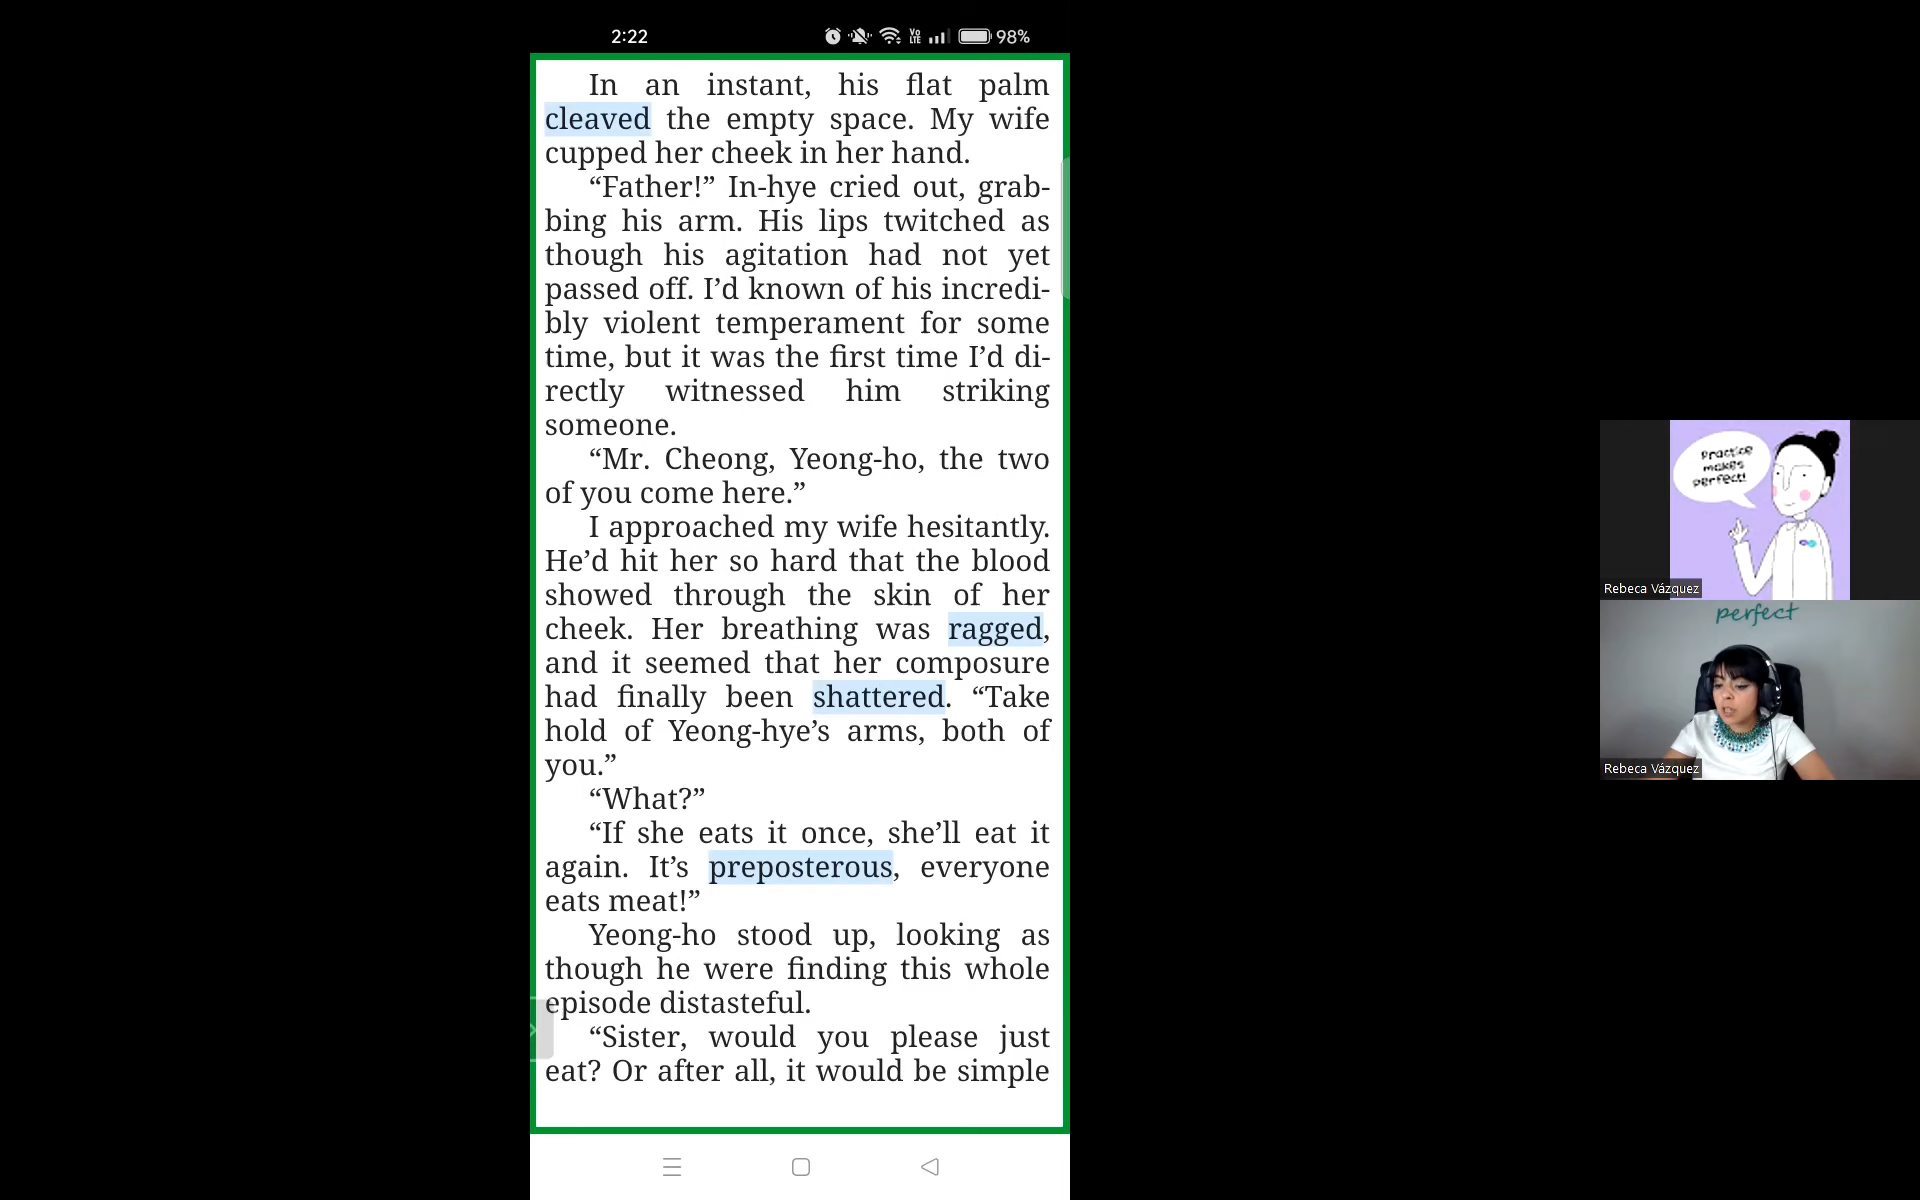 2:22
Vo
LTE
98%
In an instant, his flat palm
cleaved the empty space. My wife
cupped her cheek in her hand.
“Father!” In-hye cried out, grab-
bing his arm. His lips twitched as
though his agitation had not yet
passed off. I’d known of his incredi-
bly violent temperament for some
time, but it was the first time I’d di-
rectly witnessed him striking
someone.
“Mr. Cheong, Yeong-ho, the two
of you come here.”
I approached my wife hesitantly.
He’d hit her so hard that the blood
showed through the skin of her
cheek. Her breathing was ragged,
and it seemed that her composure
had finally been shattered. “Take
hold of Yeong-hye’s arms, both of
you.”
“What?”
“If she eats it once, she’ll eat it
again. It’s preposterous, everyone
eats meat!”
Yeong-ho stood up, looking as
though he were finding this whole
episode distasteful.
“Sister, would you please just
eat? Or after all, it would be simple
Practice
makes
perfect!
Rebeca Vázquez
perfect
Rebeca Vázquez